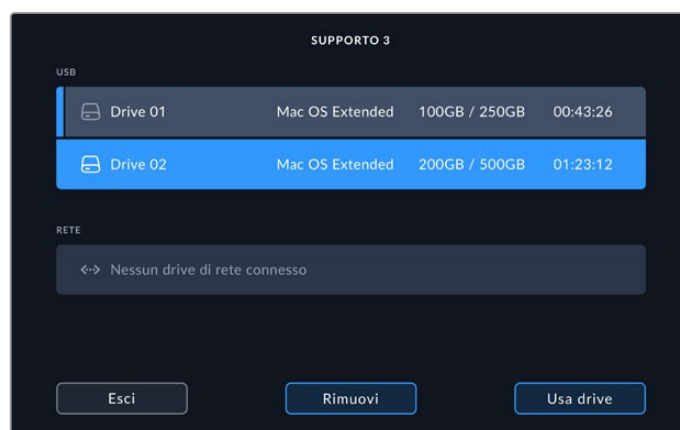 SUPPORTO 3
USB
Drive 01 Mac OS Extended 100GB / 250GB 00:43:26
Drive 02 Mac OS Extended 200GB / 500GB 01:23:12
RETE
Nessun drive di rete connesso
Esci Rimuovi Usa drive